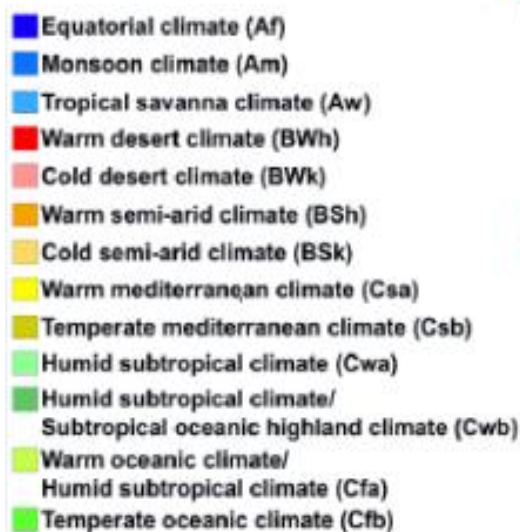 Equatorial climate (Af)
Monsoon climate (Am)
Tropical savanna climate (Aw)
Warm desert climate (BWh)
Cold desert climate (BWk)
Warm semi-arid climate (BSh)
Cold semi-arid climate (BSk)
Warm mediterranean climate (Csa)
Temperate mediterranean climate (Csb)
Humid subtropical climate (Cwa)
Humid subtropical climate/
Subtropical oceanic highland climate (Cwb)
Warm oceanic climate/
Humid subtropical climate (Cfa)
Temperate oceanic climate (Cfb)